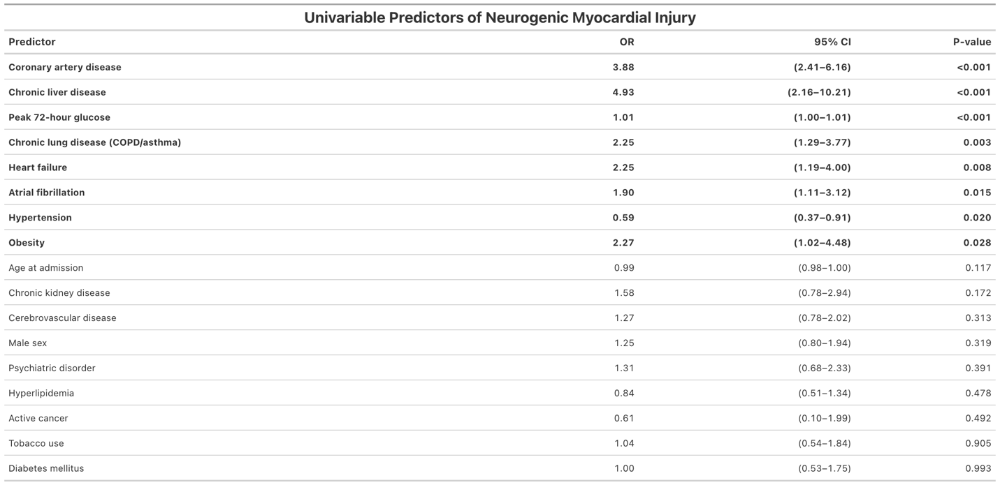 Univariable Predictors of Neurogenic Myocardial Injury
Predictor OR 95% CI P-value
Coronary artery disease 3.88 (2.41–6.16) <0.001
Chronic liver disease 4.93 (2.16–10.21) <0.001
Peak 72-hour glucose 1.01 (1.00–1.01) <0.001
Chronic lung disease (COPD/asthma) 2.25 (1.29–3.77) 0.003
Heart failure 2.25 (1.19–4.00) 0.008
Atrial fibrillation 1.90 (1.11–3.12) 0.015
Hypertension 0.59 (0.37–0.91) 0.020
Obesity 2.27 (1.02–4.48) 0.028
Age at admission 0.99 (0.98–1.00) 0.117
Chronic kidney disease 1.58 (0.78–2.94) 0.172
Cerebrovascular disease 1.27 (0.78–2.02) 0.313
Male sex 1.25 (0.80–1.94) 0.319
Psychiatric disorder 1.31 (0.68–2.33) 0.391
Hyperlipidemia 0.84 (0.51–1.34) 0.478
Active cancer 0.61 (0.10–1.99) 0.492
Tobacco use 1.04 (0.54–1.84) 0.905
Diabetes mellitus 1.00 (0.53–1.75) 0.993